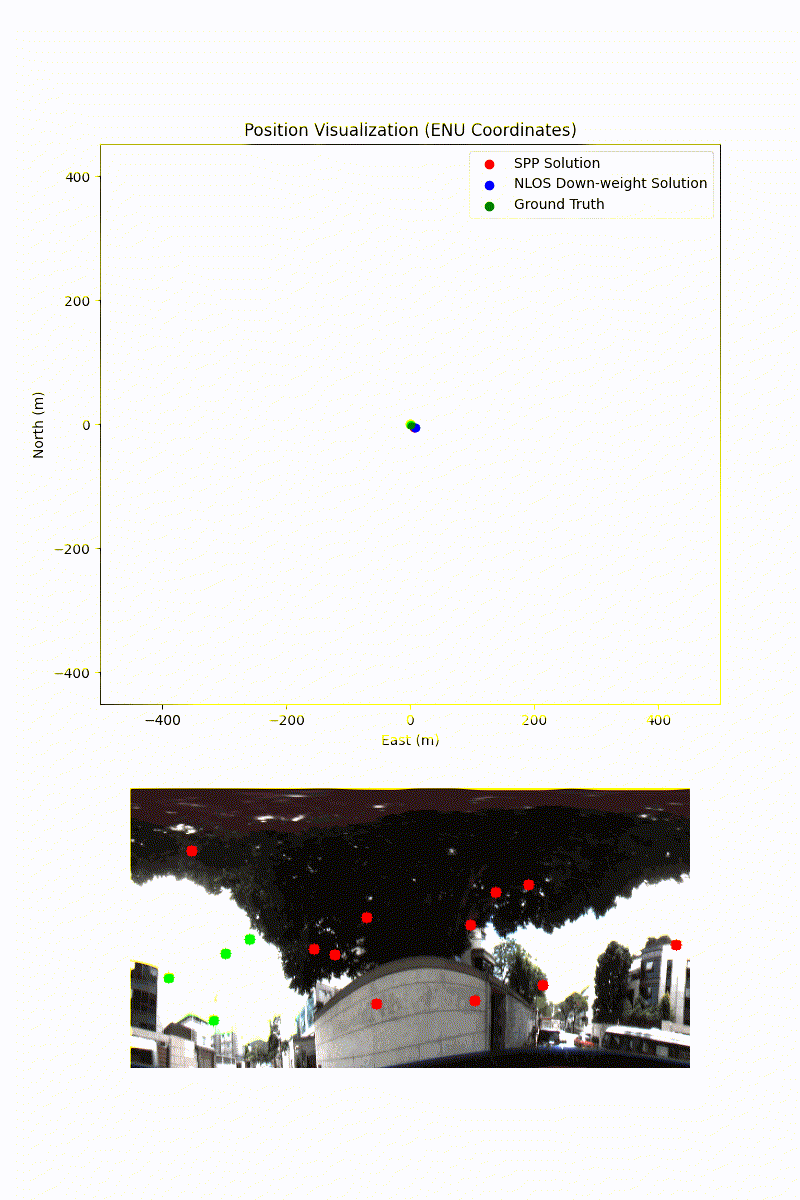 Position Visualization (ENU Coordinates)
SPP Solution
NLOS Down-weight Solution
Ground Truth
400
200
0
−200
−400
North (m)
−400
−200
0
200
400
East (m)